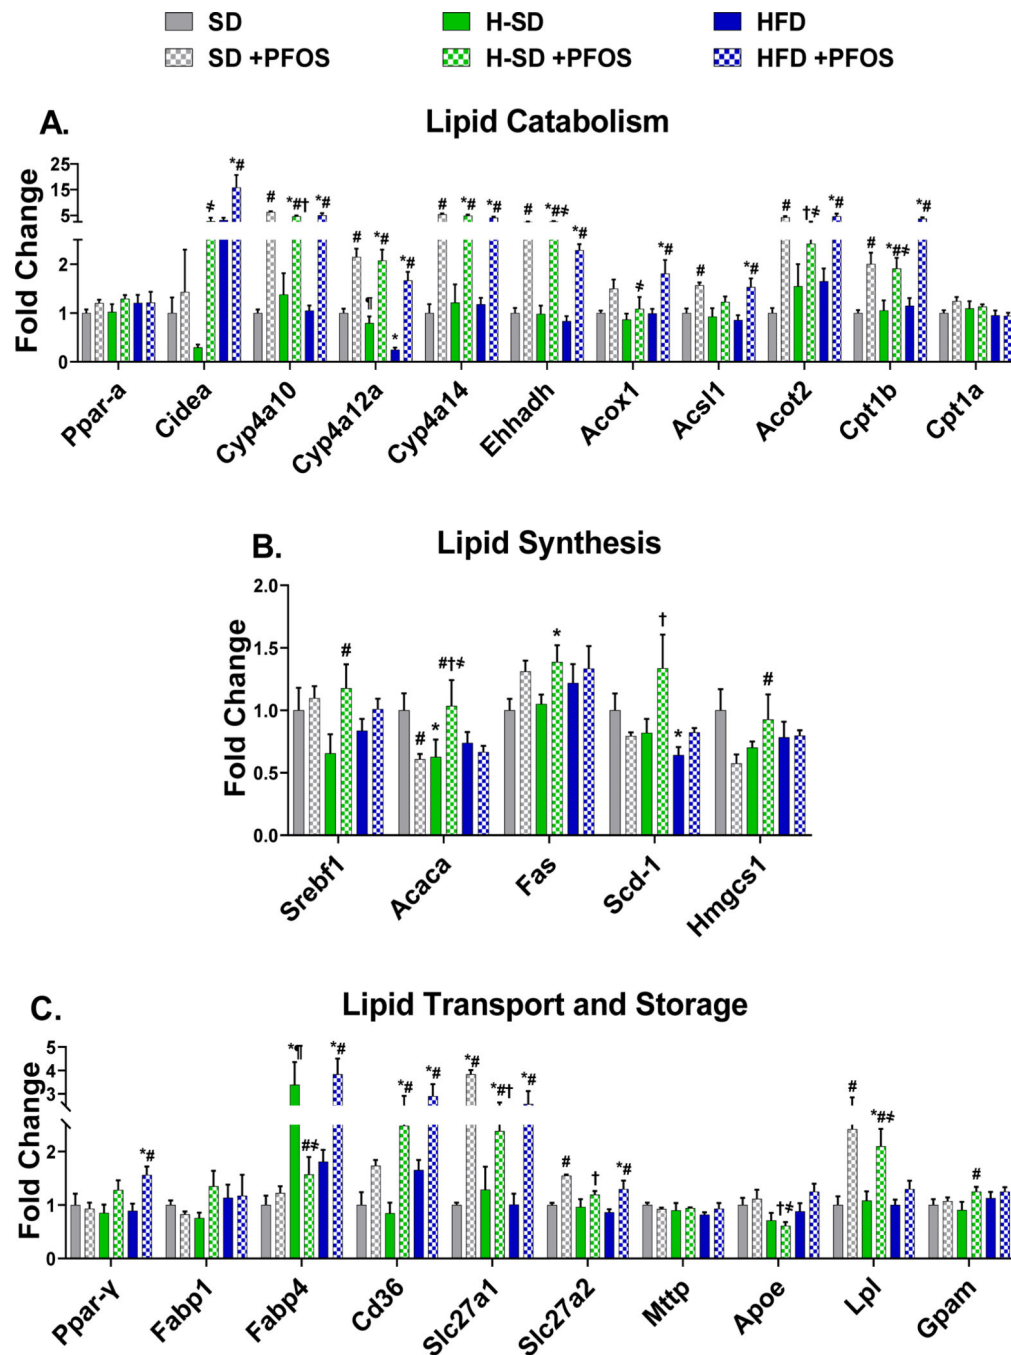 SD H-SD HFD
SD +PFOS H-SD +PFOS HFD +PFOS
A. Lipid Catabolism
Fold Change
25
5
2
1
0
≠ *# # *#† *# # ¶ *# * *# # *# *# # *#≠ *# ≠ *# # *# # †≠ *# # *#≠ *#
Ppar-a Cidea Cyp4a10 Cyp4a12a Cyp4a14 Ehhadh Acox1 Acsl1 Acot2 Cpt1b Cpt1a
B. Lipid Synthesis
Fold Change
2.0
1.5
1.0
0.5
0.0
# # * #†≠ * † * #
Srebf1 Acaca Fas Scd-1 Hmgcs1
C. Lipid Transport and Storage
Fold Change
5
4
3
2
1
0
*# *¶ #≠ *# *# *# *# *#† *# # † *# †≠ # *#≠ #
Ppar-γ Fabp1 Fabp4 Cd36 Slc27a1 Slc27a2 Mttp Apoe Lpl Gpam